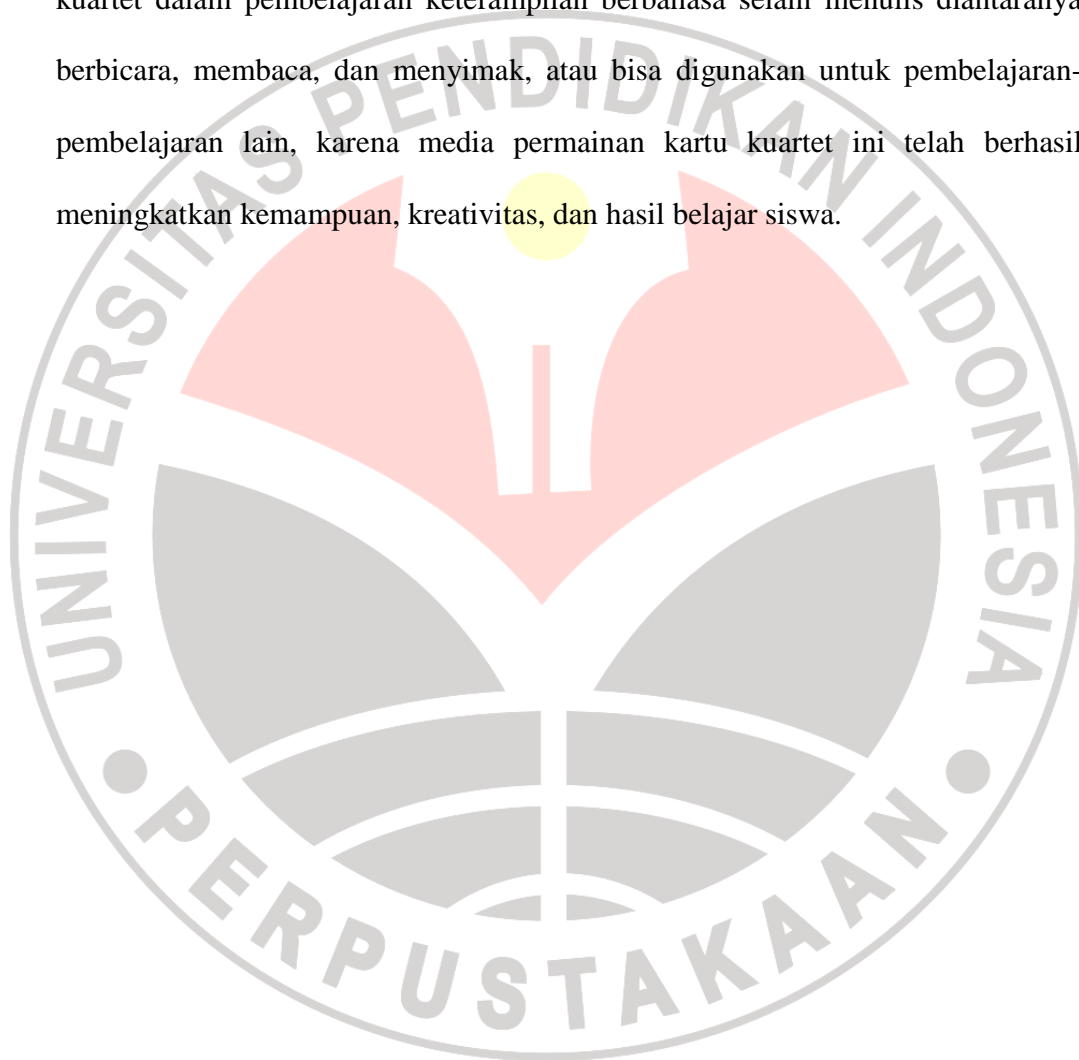 kuartet dalam pembelajaran keterampilan berbahasa selain menulis diantaranya
berbicara, membaca, dan menyimak, atau bisa digunakan untuk pembelajaran-
pembelajaran lain, karena media permainan kartu kuartet ini telah berhasil
meningkatkan kemampuan, kreativitas, dan hasil belajar siswa.
UNIVERSITAS PENDIDIKAN INDONESIA
PERPUSTAKAAN